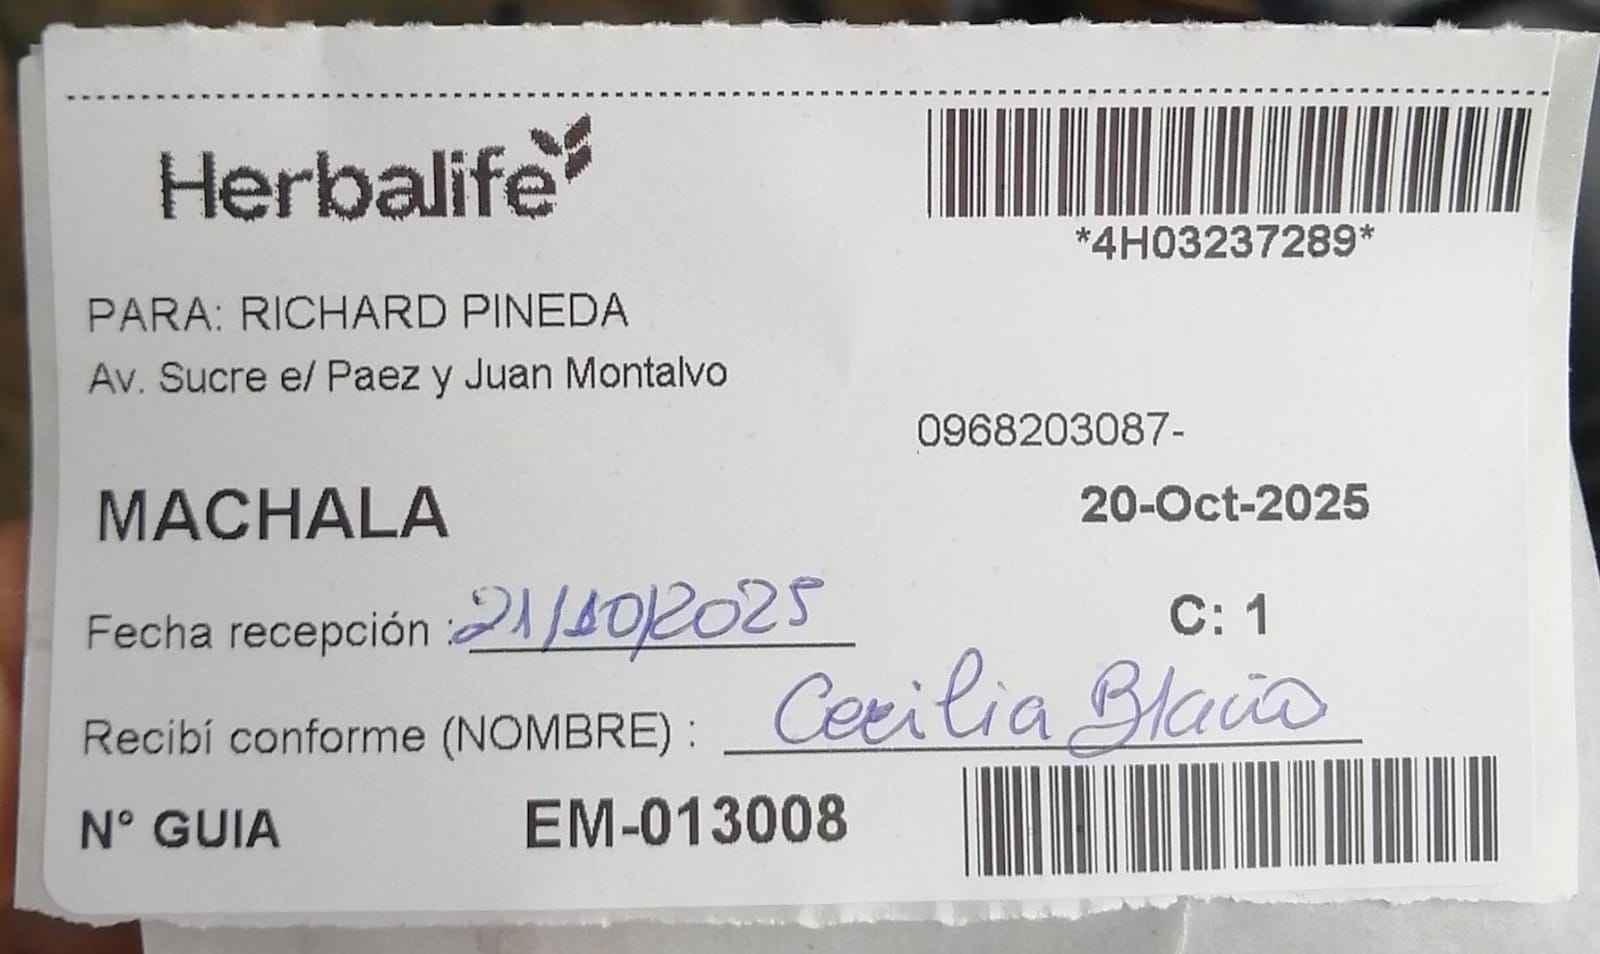 Herbalife
*4H03237289*
PARA: RICHARD PINEDA
Av. Sucre e/ Paez y Juan Montalvo
0968203087-
MACHALA
20-Oct-2025
Fecha recepción : 21/10/2025
C: 1
Recibí conforme (NOMBRE) : Cecilia
N° GUIA EM-013008